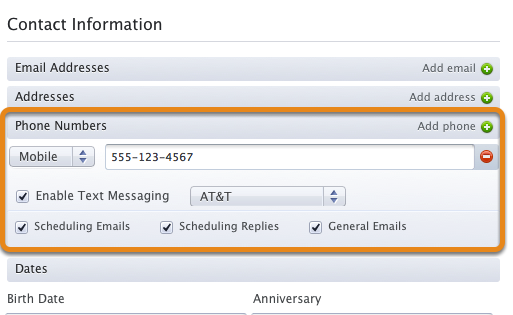 Contact Information
Email Addresses Add email
Addresses Add address
Phone Numbers Add phone
Mobile 555-123-4567
Enable Text Messaging AT&T
Scheduling Emails Scheduling Replies General Emails
Dates
Birth Date Anniversary